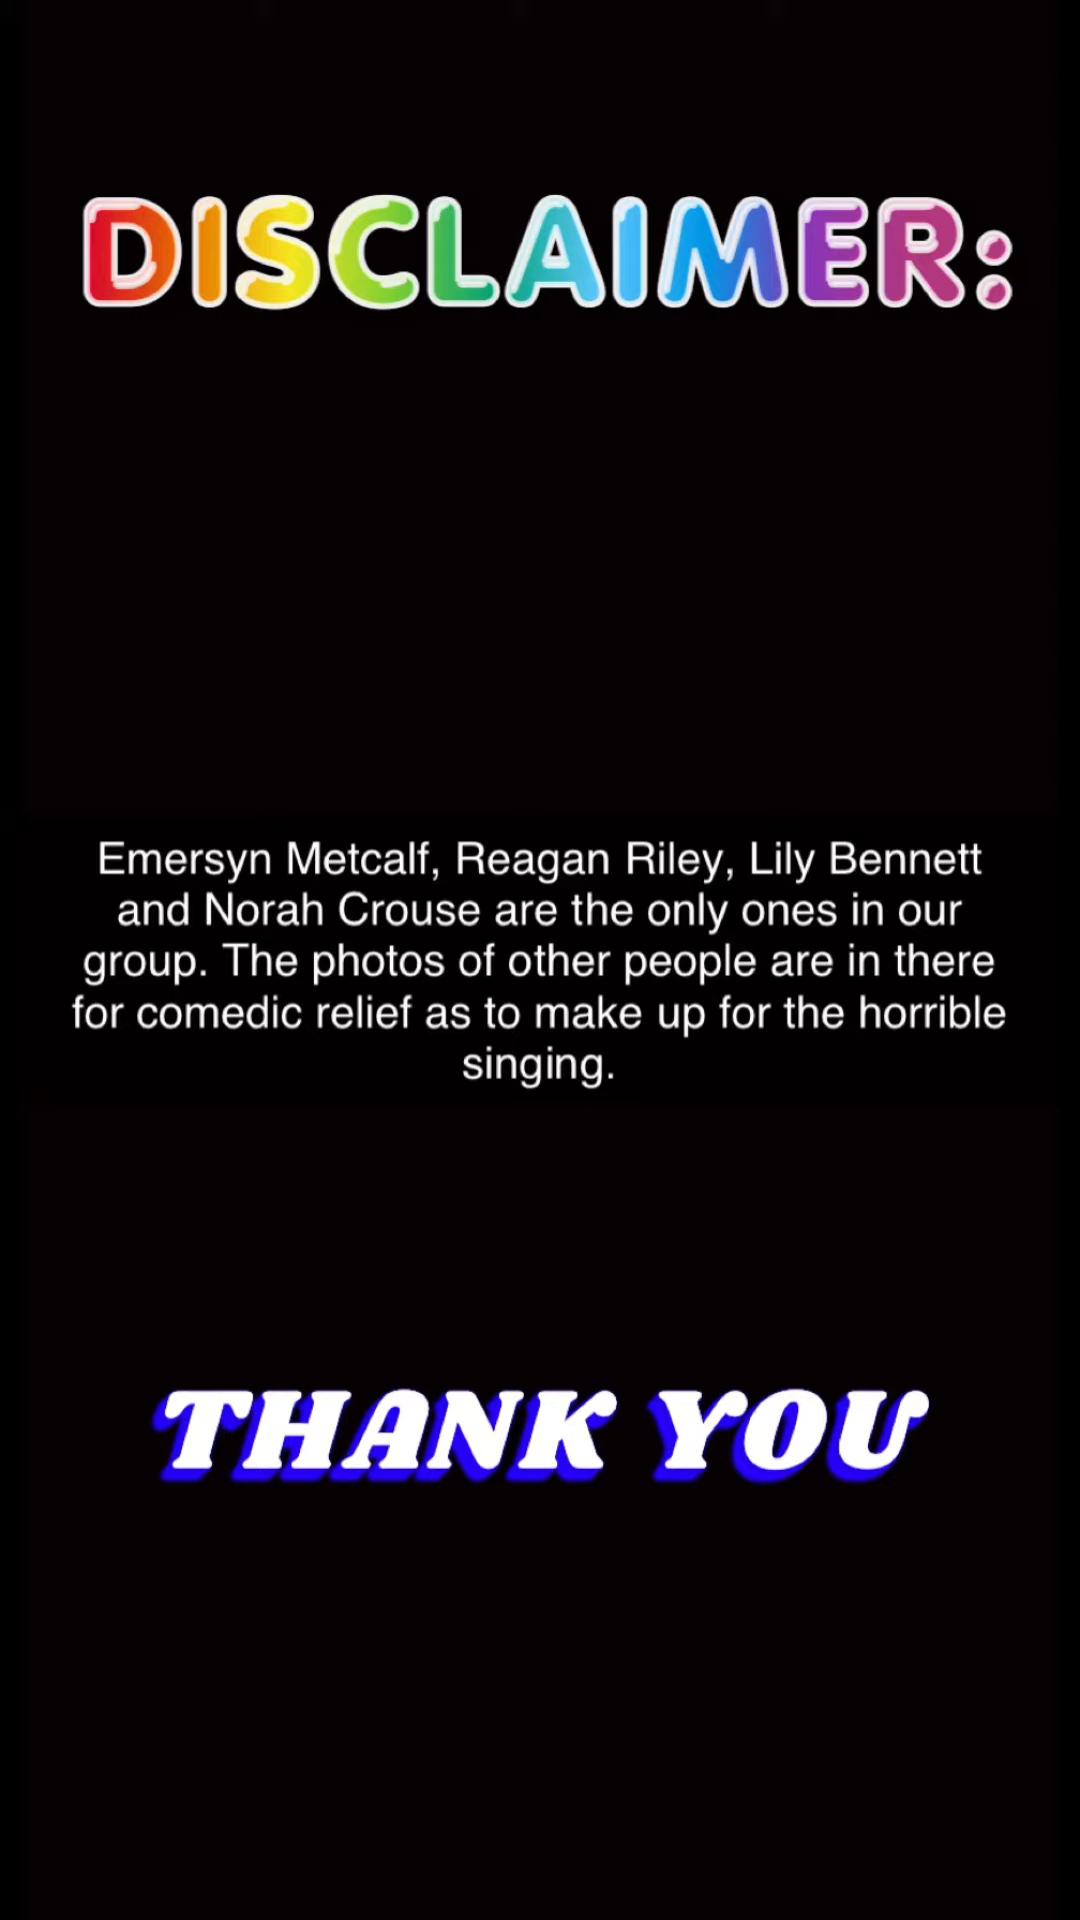 DISCLAIMER:
Emersyn Metcalf, Reagan Riley, Lily Bennett
and Norah Crouse are the only ones in our
group. The photos of other people are in there
for comedic relief as to make up for the horrible
singing.
THANK YOU